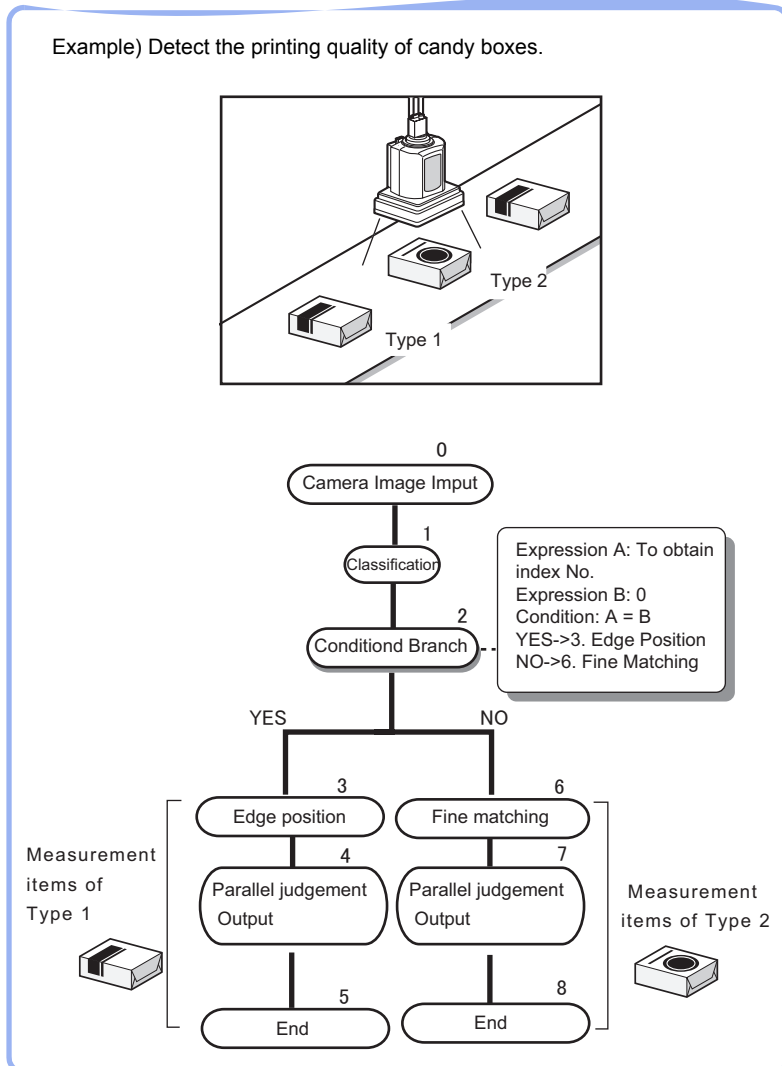 Example) Detect the printing quality of candy boxes.
Type 2
Type 1
0
Camera Image Imput
1
Classification
2
Conditiond Branch
Expression A: To obtain
index No.
Expression B: 0
Condition: A = B
YES->3. Edge Position
NO->6. Fine Matching
YES
NO
3
Edge position
6
Fine matching
Measurement
items of
Type 1
4
Parallel judgement
Output
7
Parallel judgement
Output
Measurement
items of Type 2
5
End
8
End